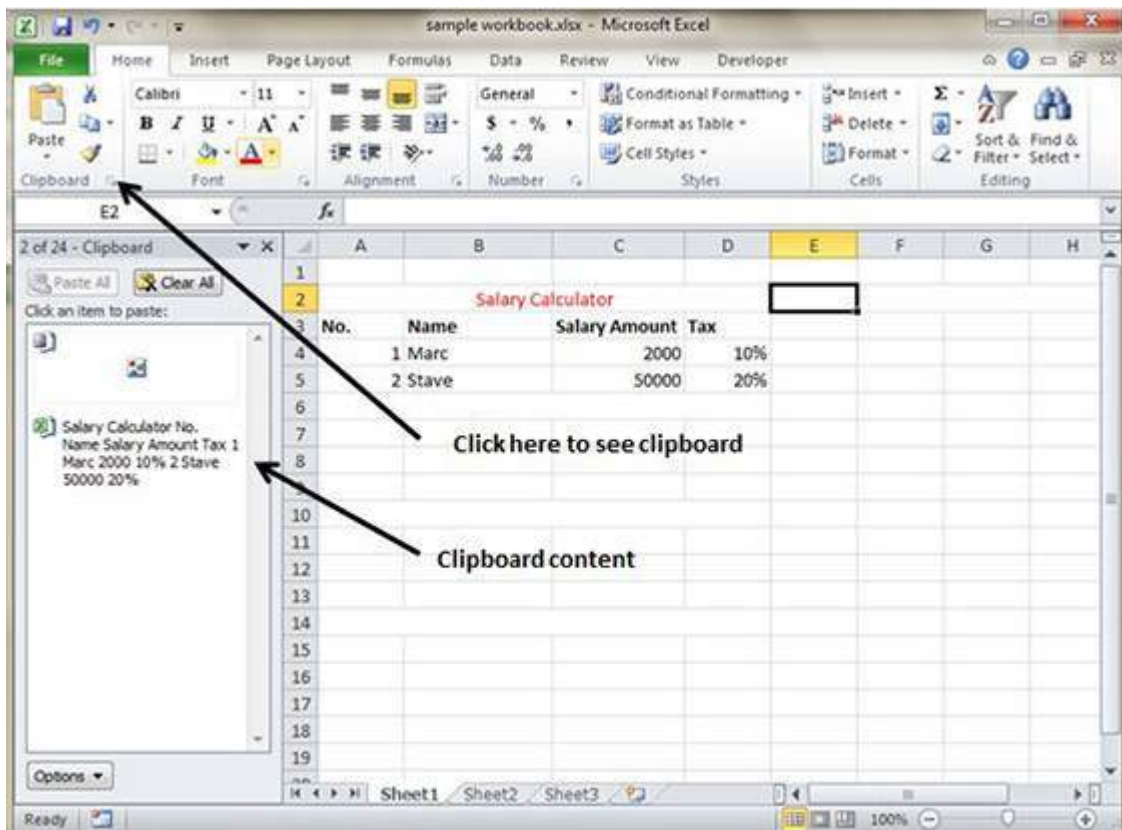 sample workbook.xlsx - Microsoft Excel
File Home Insert Page Layout Formulas Data Review View Developer
Calibri 11 General Conditional Formatting Insert Σ
B I U A A $ % , Format as Table Delete
Paste A Cell Styles Format Sort & Filter Find & Select
Clipboard Font Alignment Number Styles Cells Editing
E2 fx
2 of 24 - Clipboard
Paste All Clear All
Click an item to paste:
Salary Calculator No.
Name Salary Amount Tax 1
Marc 2000 10% 2 Stave
50000 20%
Options
A B C D E F G H
1
2 Salary Calculator
3 No. Name Salary Amount Tax
4 1 Marc 2000 10%
5 2 Stave 50000 20%
6
7 Click here to see clipboard
8
10
11 Clipboard content
12
13
14
15
16
17
18
19
Sheet1 Sheet2 Sheet3
Ready 100%